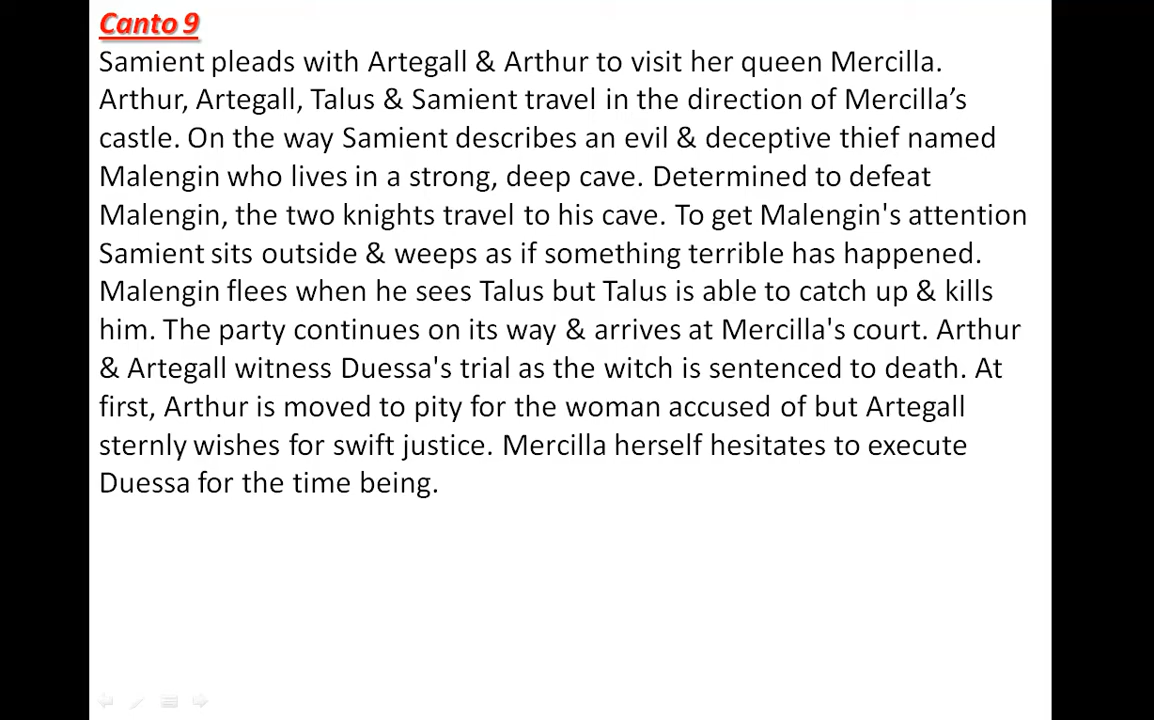 Canto 9
Samient pleads with Artegall & Arthur to visit her queen Mercilla.
Arthur, Artegall, Talus & Samient travel in the direction of Mercilla’s
castle. On the way Samient describes an evil & deceptive thief named
Malengin who lives in a strong, deep cave. Determined to defeat
Malengin, the two knights travel to his cave. To get Malengin's attention
Samient sits outside & weeps as if something terrible has happened.
Malengin flees when he sees Talus but Talus is able to catch up & kills
him. The party continues on its way & arrives at Mercilla's court. Arthur
& Artegall witness Duessa's trial as the witch is sentenced to death. At
first, Arthur is moved to pity for the woman accused of but Artegall
sternly wishes for swift justice. Mercilla herself hesitates to execute
Duessa for the time being.